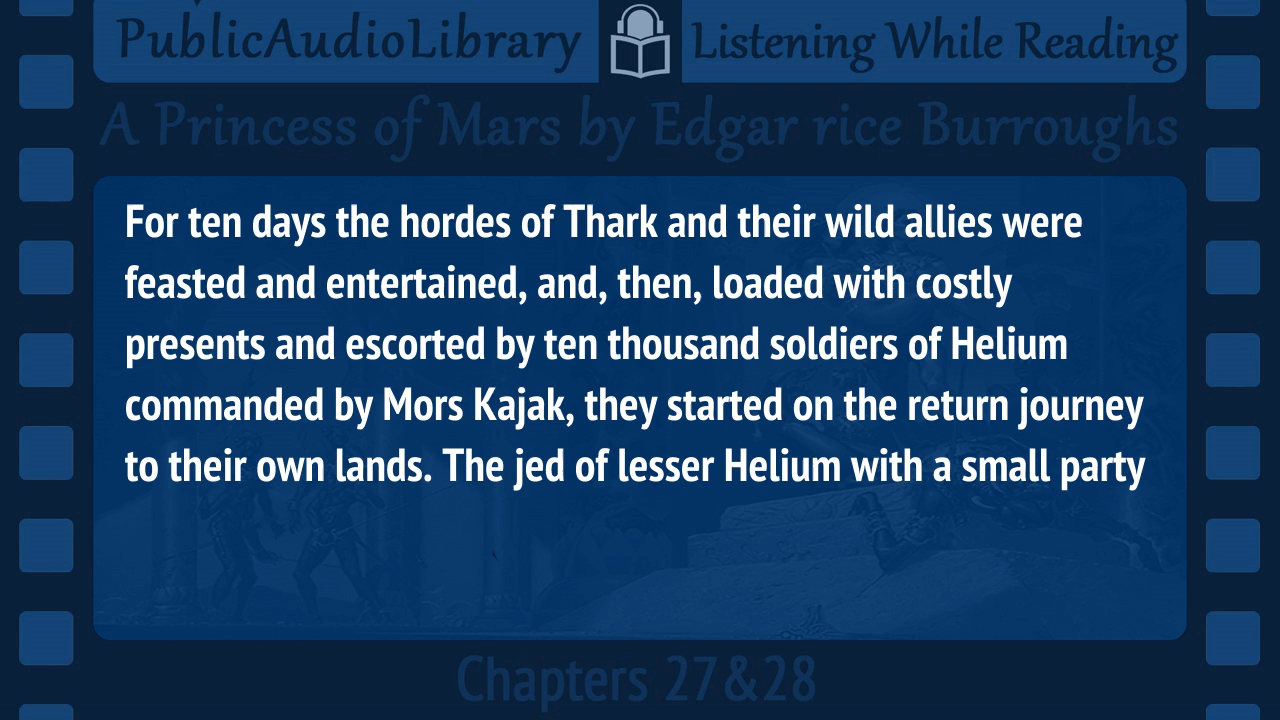 PublicAudioLibrary Listening While Reading
A Princess of Mars by Edgar rice Burroughs
For ten days the hordes of Thark and their wild allies were
feasted and entertained, and, then, loaded with costly
presents and escorted by ten thousand soldiers of Helium
commanded by Mors Kajak, they started on the return journey
to their own lands. The jed of lesser Helium with a small party
Chapters 27&28